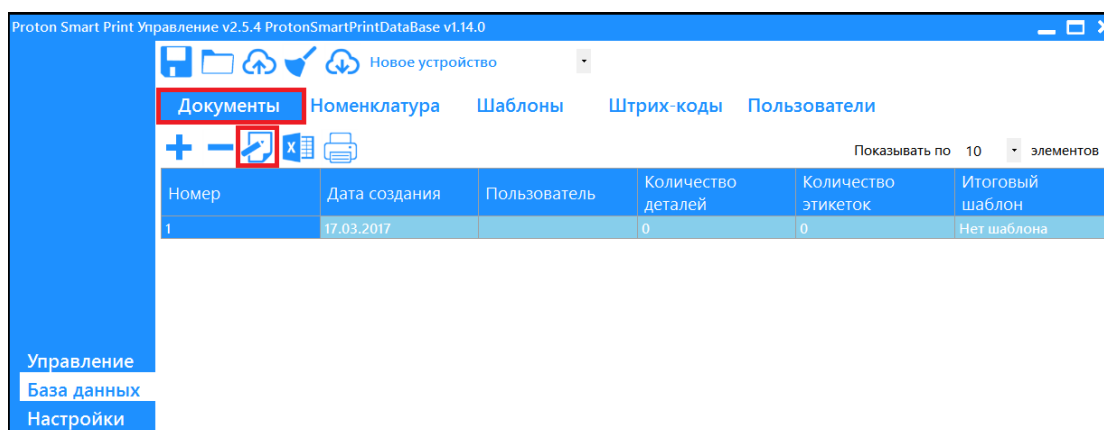 Proton Smart Print Управление v2.5.4 ProtonSmartPrintDataBase v1.14.0
Новое устройство
Документы Номенклатура Шаблоны Штрих-коды Пользователи
Показывать по 10 элементов
Номер Дата создания Пользователь Количество деталей Количество этикеток Итоговый шаблон
1 17.03.2017 0 0 Нет шаблона
Управление
База данных
Настройки